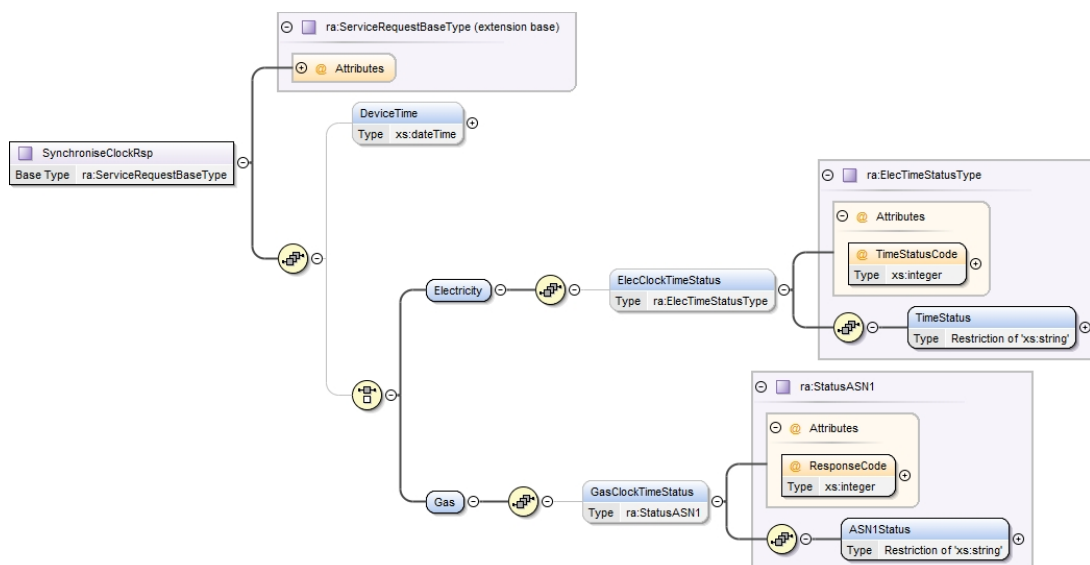 ra:ServiceRequestBaseType (extension base)
@ Attributes
DeviceTime
Type xs:dateTime
SynchroniseClockRsp
Base Type ra:ServiceRequestBaseType
ra:ElecTimeStatusType
@ Attributes
@ TimeStatusCode
Type xs:integer
Electricity
ElecClockTimeStatus
Type ra:ElecTimeStatusType
TimeStatus
Type Restriction of 'xs:string'
ra:StatusASN1
@ Attributes
@ ResponseCode
Type xs:integer
Gas
GasClockTimeStatus
Type ra:StatusASN1
ASN1Status
Type Restriction of 'xs:string'